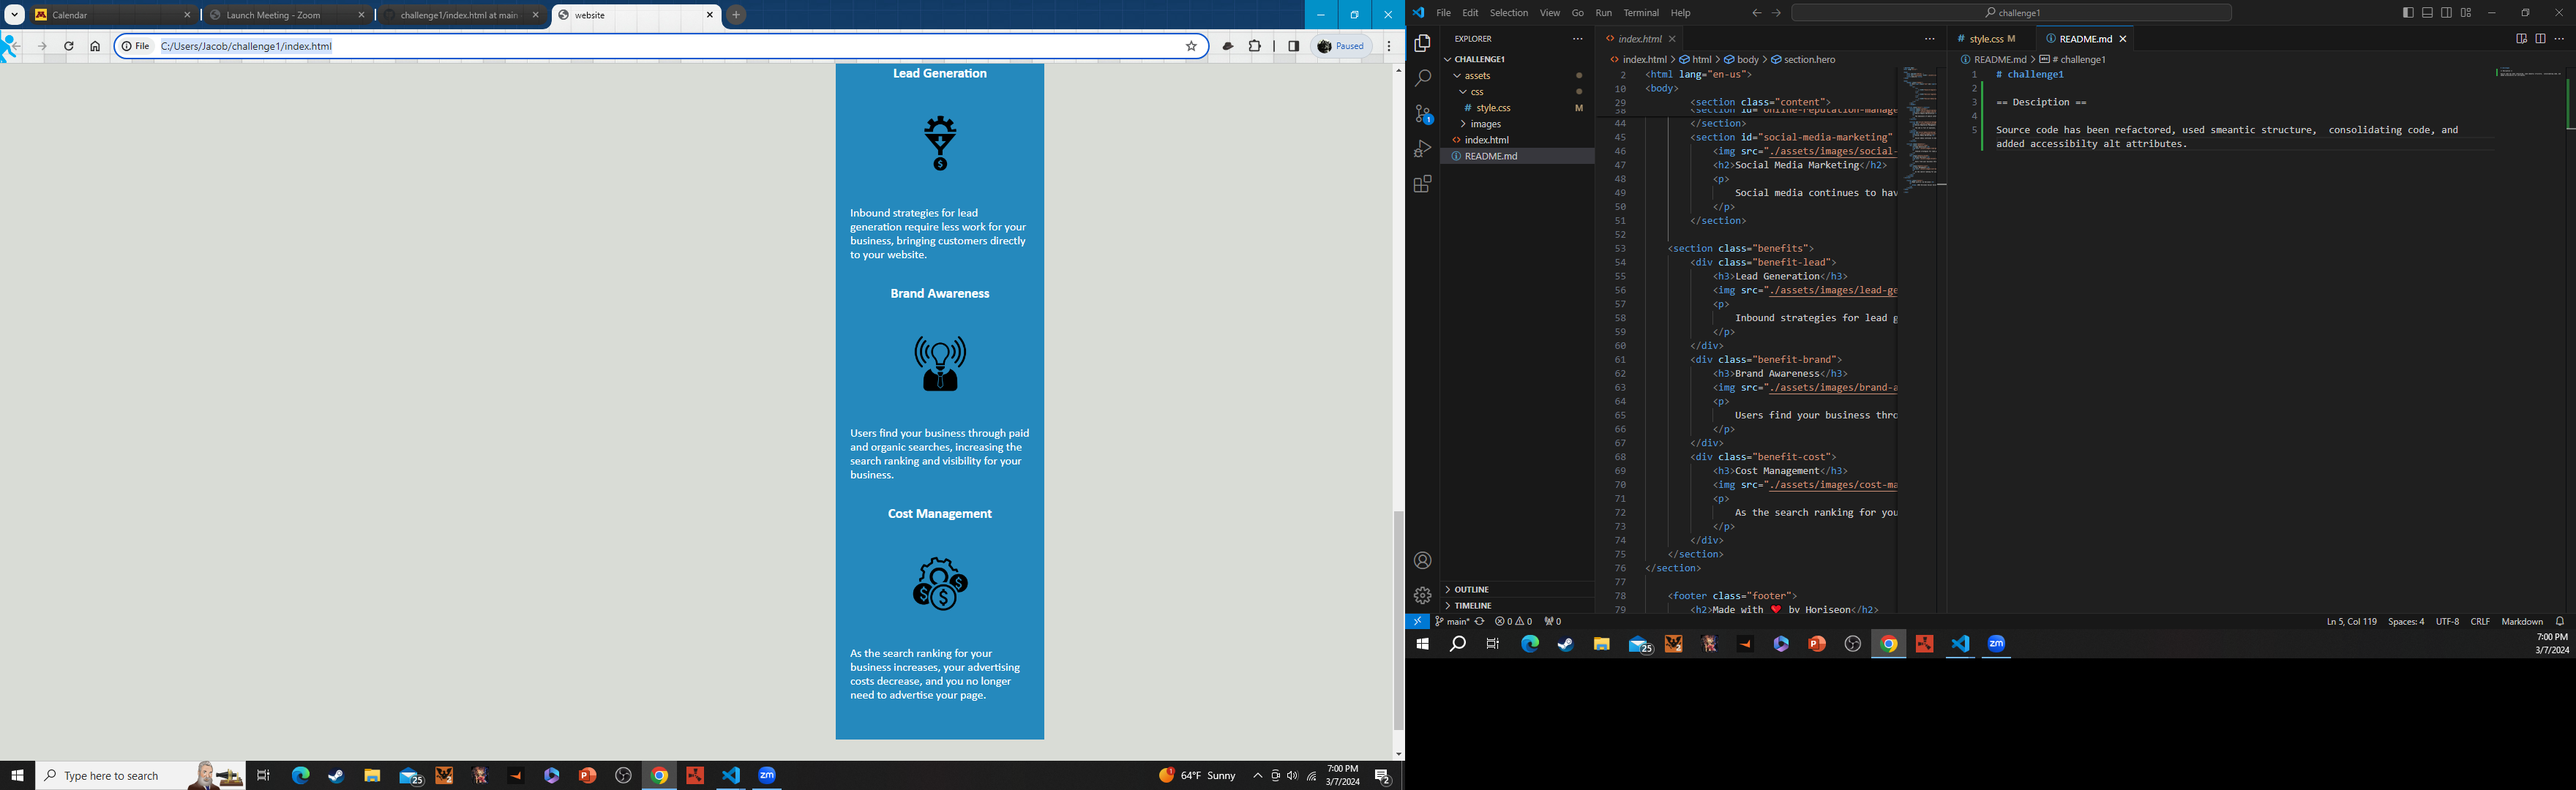 Calendar
Launch Meeting - Zoom
challenge1/index.html at main
website
File
C:/Users/Jacob/challenge1/index.html
Paused
Lead Generation
Inbound strategies for lead
generation require less work for your
business, bringing customers directly
to your website.
Brand Awareness
Users find your business through paid
and organic searches, increasing the
search ranking and visibility for your
business.
Cost Management
As the search ranking for your
business increases, your advertising
costs decrease, and you no longer
need to advertise your page.
Type here to search
25
64°F Sunny
7:00 PM
3/7/2024
2
File Edit Selection View Go Run Terminal Help
challenge1
EXPLORER
CHALLENGE1
assets
css
# style.css M
images
<> index.html
README.md
OUTLINE
TIMELINE
<> index.html
<> index.html > html > body > section.hero
2 <html lang="en-us">
10 <body>
29 <section class="content">
38 <section id="online-reputation-manage
44 </section>
45 <section id="social-media-marketing"
46 <img src="./assets/images/social-
47 <h2>Social Media Marketing</h2>
48 <p>
49 Social media continues to hav
50 </p>
51 </section>
52
53 <section class="benefits">
54 <div class="benefit-lead">
55 <h3>Lead Generation</h3>
56 <img src="./assets/images/lead-ge
57 <p>
58 Inbound strategies for lead g
59 </p>
60 </div>
61 <div class="benefit-brand">
62 <h3>Brand Awareness</h3>
63 <img src="./assets/images/brand-a
64 <p>
65 Users find your business thro
66 </p>
67 </div>
68 <div class="benefit-cost">
69 <h3>Cost Management</h3>
70 <img src="./assets/images/cost-ma
71 <p>
72 As the search ranking for you
73 </p>
74 </div>
75 </section>
76 </section>
77
78 <footer class="footer">
79 <h2>Made with ❤️ by Horiseon</h2>
# style.css M
README.md
README.md > # challenge1
1 # challenge1
2
3 == Desciption ==
4
5 Source code has been refactored, used smeantic structure,  consolidating code, and
added accessibilty alt attributes.
main* 0 0 0
Ln 5, Col 119 Spaces: 4 UTF-8 CRLF Markdown
25
7:00 PM
3/7/2024